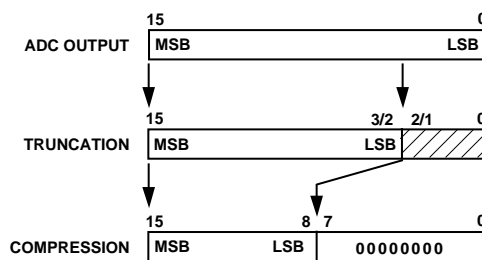 15 0
ADC OUTPUT MSB LSB
15 3/2 2/1 0
TRUNCATION MSB LSB
15 8 7 0
COMPRESSION MSB LSB 00000000